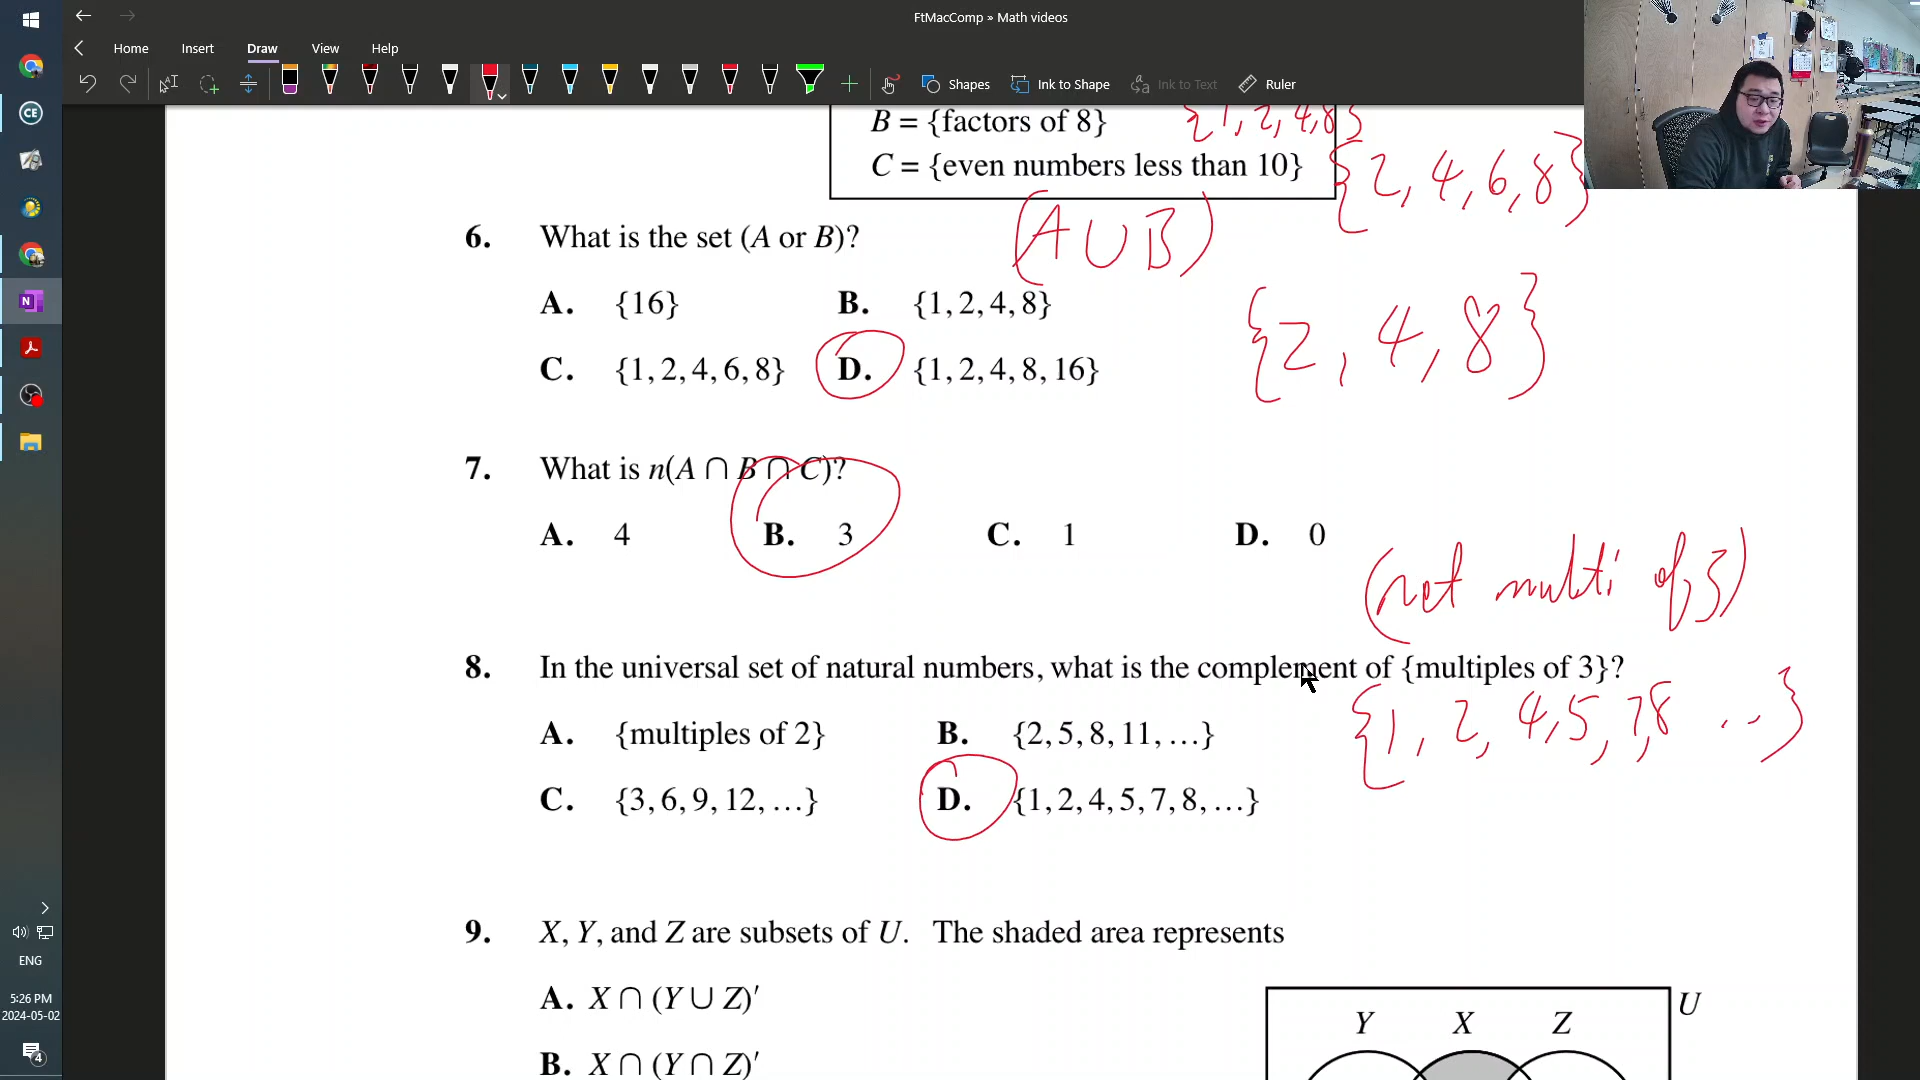 FtMacComp » Math videos
Home Insert Draw View Help
Shapes Ink to Shape Ink to Text Ruler
B = {factors of 8} {1, 2, 4, 8}
C = {even numbers less than 10} {2, 4, 6, 8}
6. What is the set (A or B)? (A ∪ B)
A. {16} B. {1, 2, 4, 8}
{2, 4, 8}
C. {1, 2, 4, 6, 8} D. {1, 2, 4, 8, 16}
7. What is n(A ∩ B ∩ C)?
A. 4 B. 3 C. 1 D. 0
(not multi of 3)
8. In the universal set of natural numbers, what is the complement of {multiples of 3}?
{1, 2, 4, 5, 7, 8 ...}
A. {multiples of 2} B. {2, 5, 8, 11, …}
C. {3, 6, 9, 12, …} D. {1, 2, 4, 5, 7, 8, …}
9. X, Y, and Z are subsets of U. The shaded area represents
A. X ∩ (Y ∪ Z)′
U
Y X Z
B. X ∩ (Y ∩ Z)′
CE
N
ENG
5:26 PM
2024-05-02
4